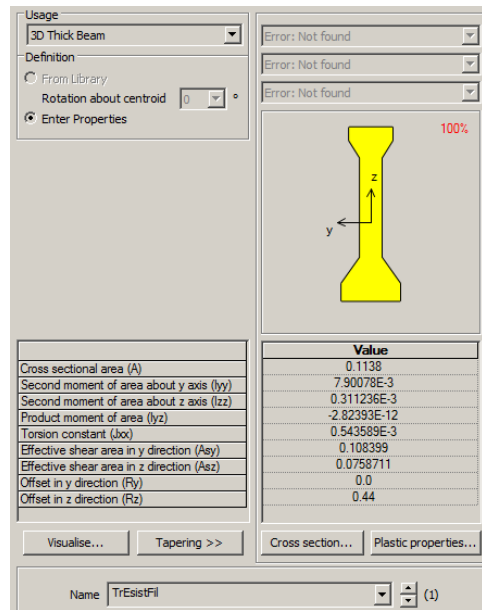 Usage
3D Thick Beam
Definition
From Library
Rotation about centroid 0 °
Enter Properties
Error: Not found
Error: Not found
Error: Not found
100%
z
y
Value
Cross sectional area (A) 0.1138
Second moment of area about y axis (Iyy) 7.90078E-3
Second moment of area about z axis (Izz) 0.311236E-3
Product moment of area (Iyz) -2.82393E-12
Torsion constant (Jxx) 0.543589E-3
Effective shear area in y direction (Asy) 0.108399
Effective shear area in z direction (Asz) 0.0758711
Offset in y direction (Ry) 0.0
Offset in z direction (Rz) 0.44
Visualise... Tapering >> Cross section... Plastic properties...
Name TrEsistFil (1)